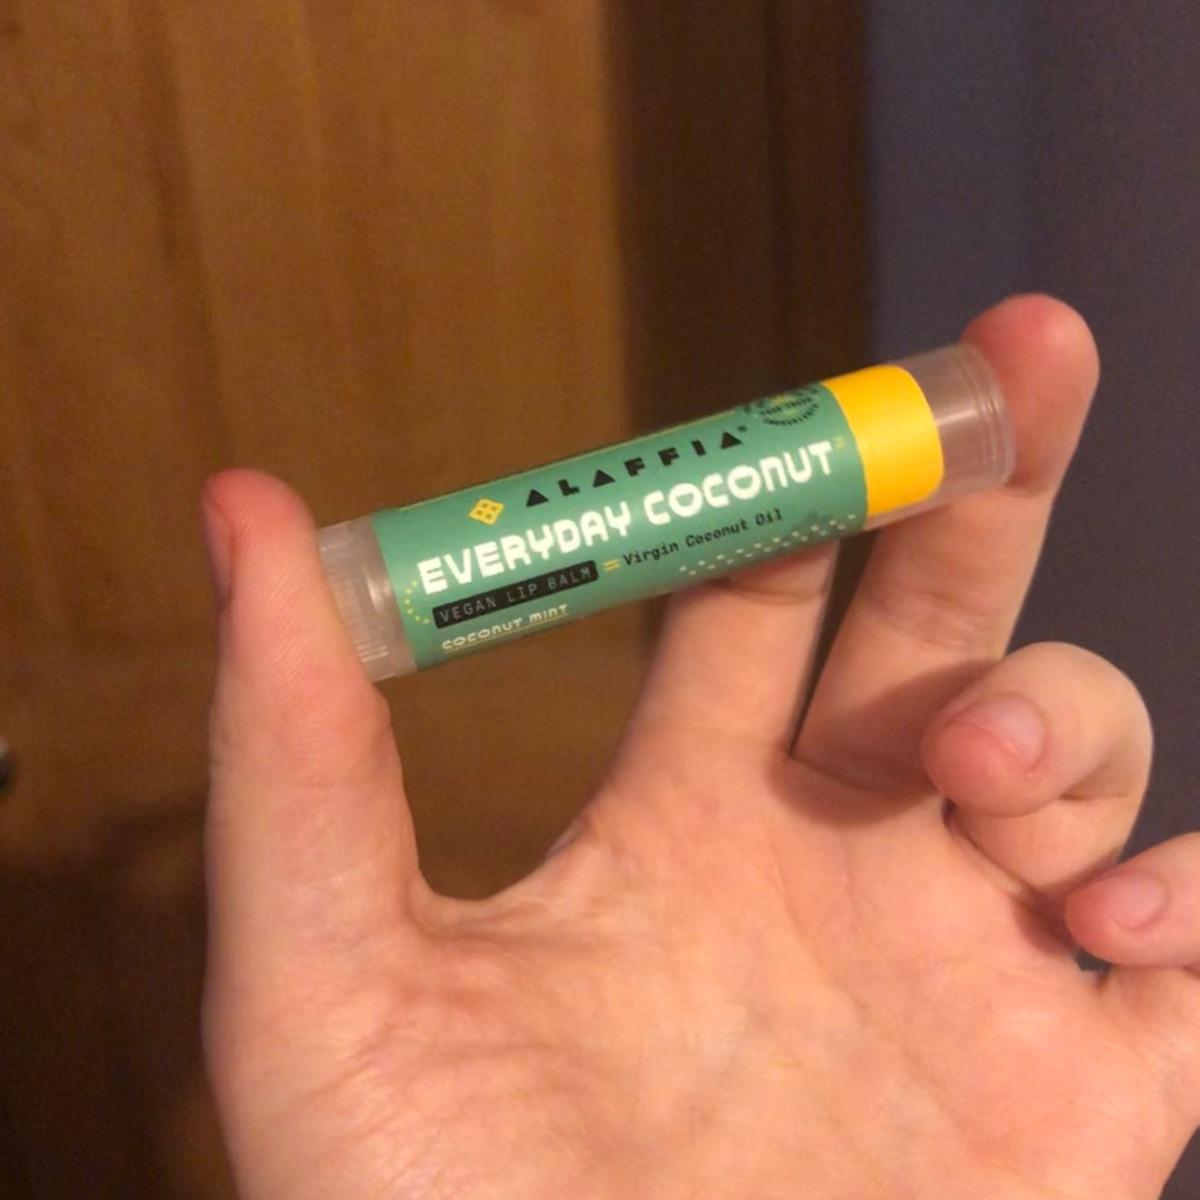 ALAFFIA®
EVERYDAY COCONUT
VEGAN LIP BALM = Virgin Coconut Oil
COCONUT MINT